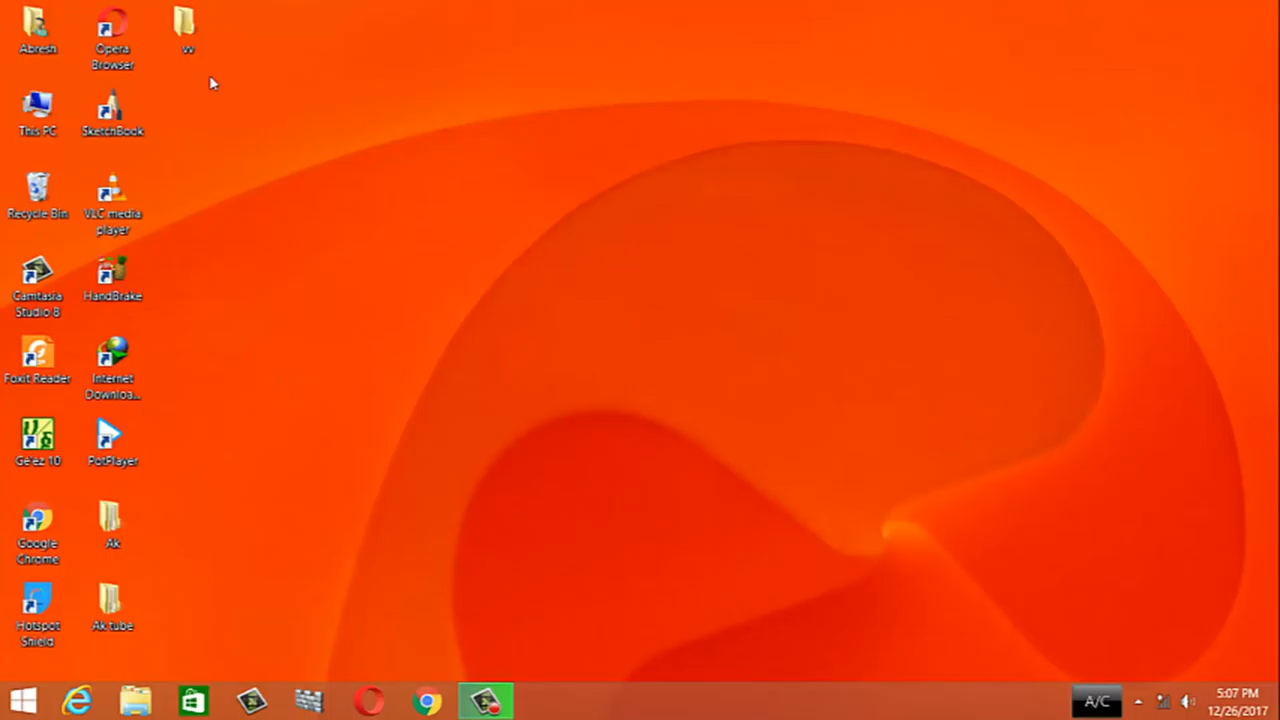 Abresh
Opera
Browser
vv
This PC
SketchBook
Recycle Bin
VLC media
player
Camtasia
Studio 8
HandBrake
Foxit Reader
Internet
Downloa...
Ge'ez 10
PotPlayer
Google
Chrome
Ak
Hotspot
Shield
Ak tube
A/C
5:07 PM
12/26/2017